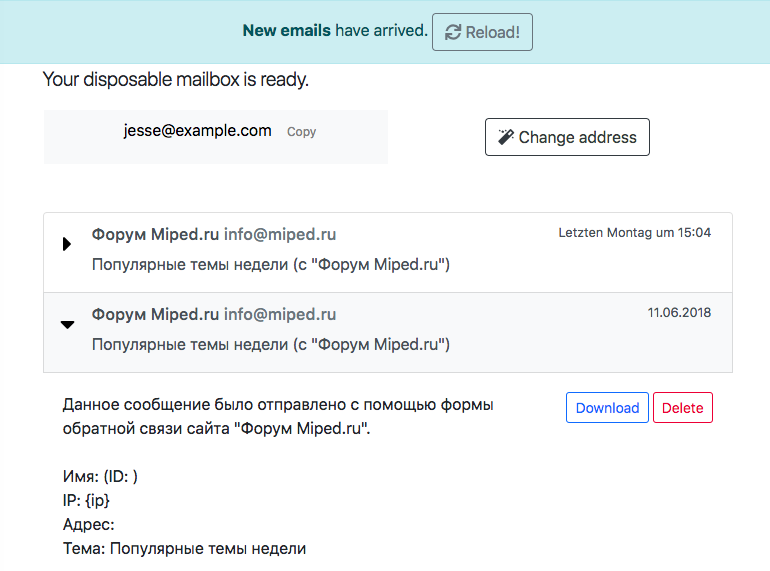 New emails have arrived. Reload!
Your disposable mailbox is ready.
jesse@example.com Copy
Change address
Форум Miped.ru info@miped.ru Letzten Montag um 15:04
Популярные темы недели (с "Форум Miped.ru")
Форум Miped.ru info@miped.ru 11.06.2018
Популярные темы недели (с "Форум Miped.ru")
Данное сообщение было отправлено с помощью формы Download Delete
обратной связи сайта "Форум Miped.ru".
Имя: (ID: )
IP: {ip}
Адрес:
Тема: Популярные темы недели